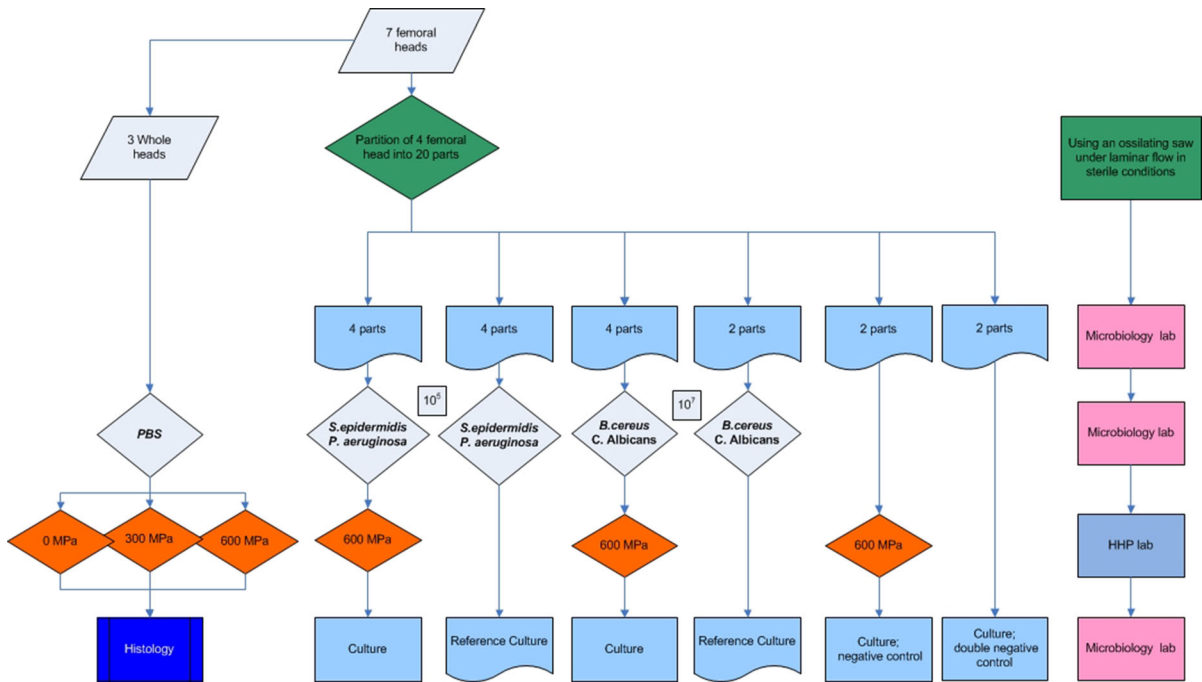 7 femoral
heads
3 Whole
heads
Partition of 4 femoral
head into 20 parts
Using an ossilating saw
under laminar flow in
sterile conditions
4 parts
4 parts
4 parts
2 parts
2 parts
2 parts
Microbiology lab
10⁵
10⁷
PBS
S.epidermidis
P. aeruginosa
S.epidermidis
P. aeruginosa
B.cereus
C. Albicans
B.cereus
C. Albicans
Microbiology lab
0 MPa
300 MPa
600 MPa
600 MPa
600 MPa
600 MPa
HHP lab
Histology
Culture
Reference Culture
Culture
Reference Culture
Culture;
negative control
Culture;
double negative
control
Microbiology lab